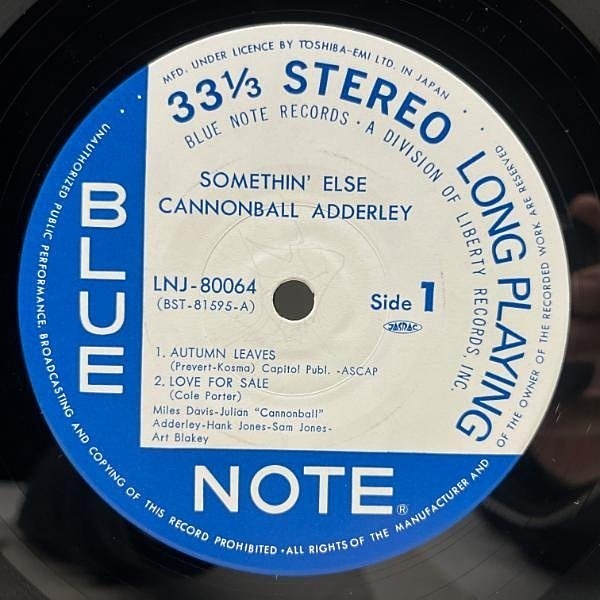 MFD. UNDER LICENCE BY TOSHIBA-EMI LTD. IN JAPAN
33⅓ STEREO LONG PLAYING
BLUE NOTE RECORDS • A DIVISION OF LIBERTY RECORDS INC.
SOMETHIN' ELSE
CANNONBALL ADDERLEY
LNJ-80064
(BST-81595-A)
Side 1
JASRAC
1. AUTUMN LEAVES
(Prevert-Kosma) Capitol Publ. -ASCAP
2. LOVE FOR SALE
(Cole Porter)
Miles Davis-Julian "Cannonball"
Adderley-Hank Jones-Sam Jones-
Art Blakey
BLUE
NOTE®
UNAUTHORIZED PUBLIC PERFORMANCE, BROADCASTING AND COPYING OF THIS RECORD PROHIBITED • ALL RIGHTS OF THE MANUFACTURER AND OF THE OWNER OF THE RECORDED WORK ARE RESERVED